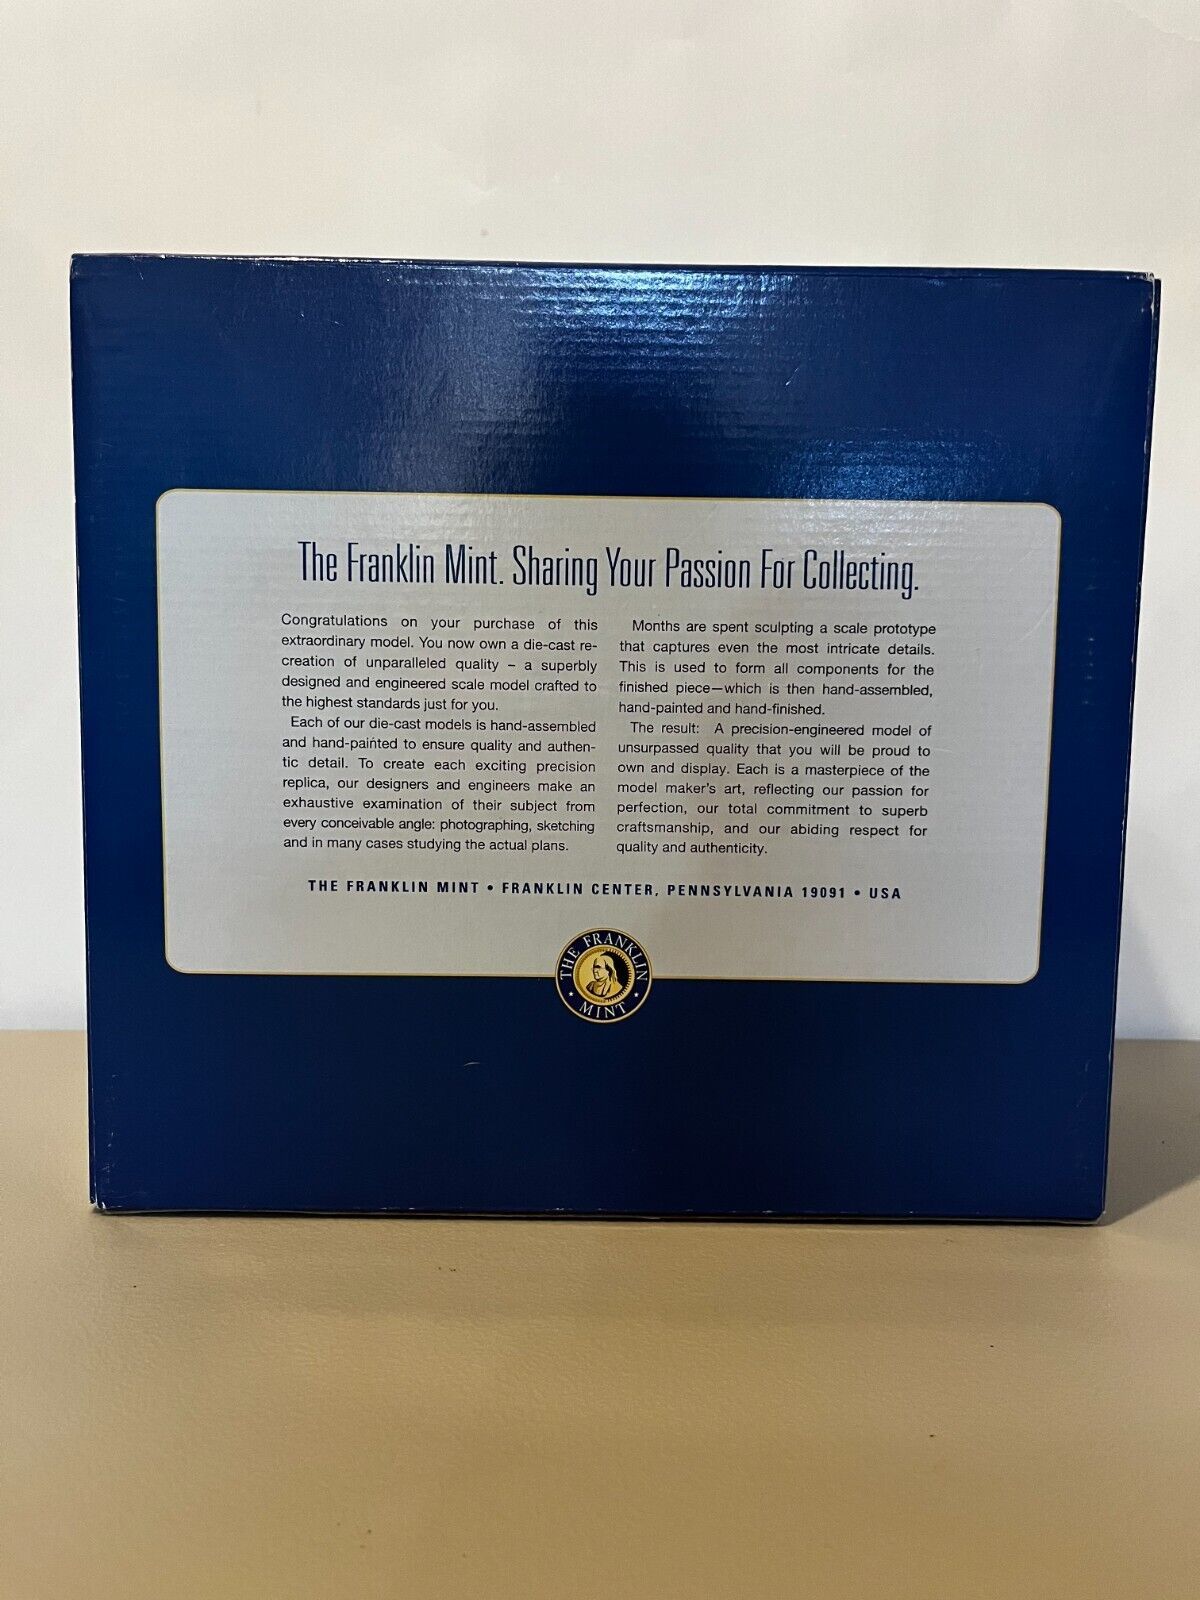 The Franklin Mint. Sharing Your Passion For Collecting.
Congratulations on your purchase of this
extraordinary model. You now own a die-cast re-
creation of unparalleled quality – a superbly
designed and engineered scale model crafted to
the highest standards just for you.
Each of our die-cast models is hand-assembled
and hand-painted to ensure quality and authen-
tic detail. To create each exciting precision
replica, our designers and engineers make an
exhaustive examination of their subject from
every conceivable angle: photographing, sketching
and in many cases studying the actual plans.
Months are spent sculpting a scale prototype
that captures even the most intricate details.
This is used to form all components for the
finished piece—which is then hand-assembled,
hand-painted and hand-finished.
The result: A precision-engineered model of
unsurpassed quality that you will be proud to
own and display. Each is a masterpiece of the
model maker's art, reflecting our passion for
perfection, our total commitment to superb
craftsmanship, and our abiding respect for
quality and authenticity.
THE FRANKLIN MINT • FRANKLIN CENTER, PENNSYLVANIA 19091 • USA
THE FRANKLIN
MINT